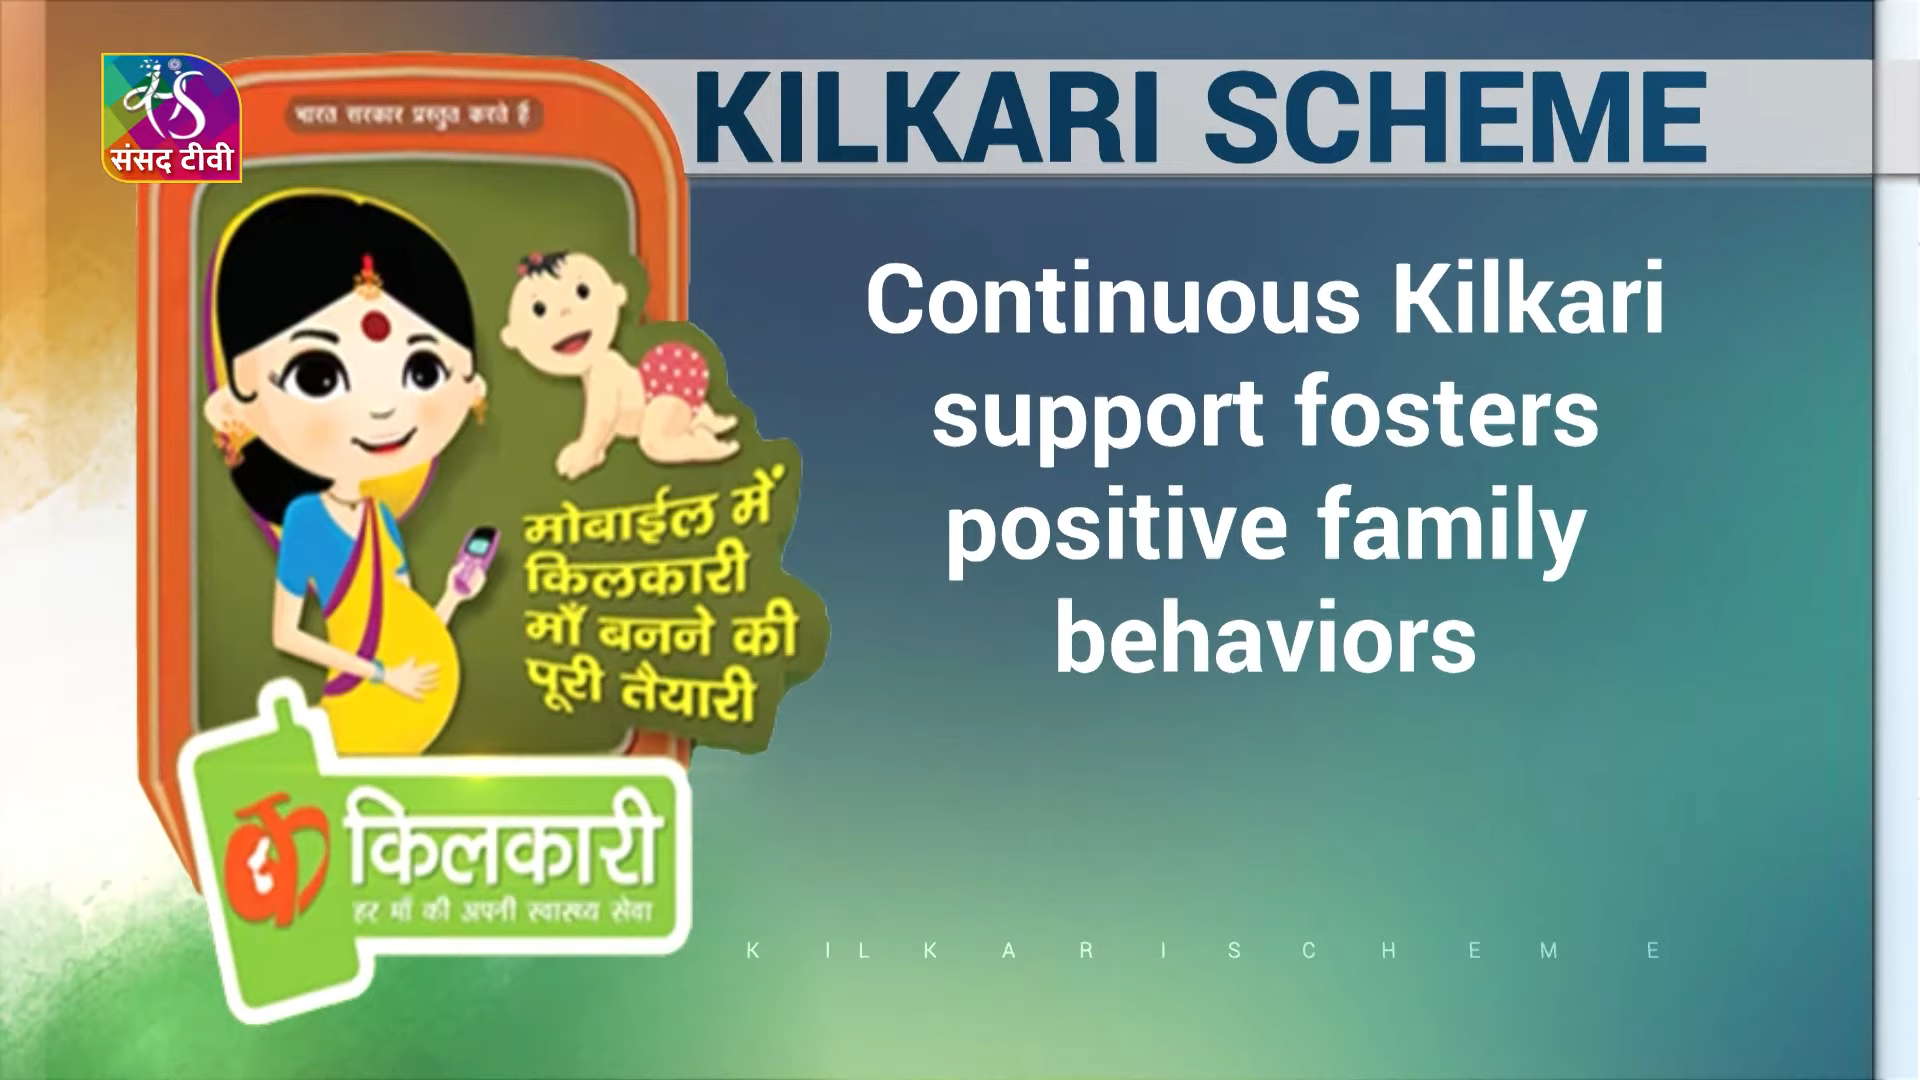 संसद टीवी
भारत सरकार प्रस्तुत करते हैं
KILKARI SCHEME
Continuous Kilkari
support fosters
positive family
behaviors
मोबाईल में
किलकारी
माँ बनने की
पूरी तैयारी
किलकारी
हर माँ की अपनी स्वास्थ्य सेवा
KILKARISCHEME